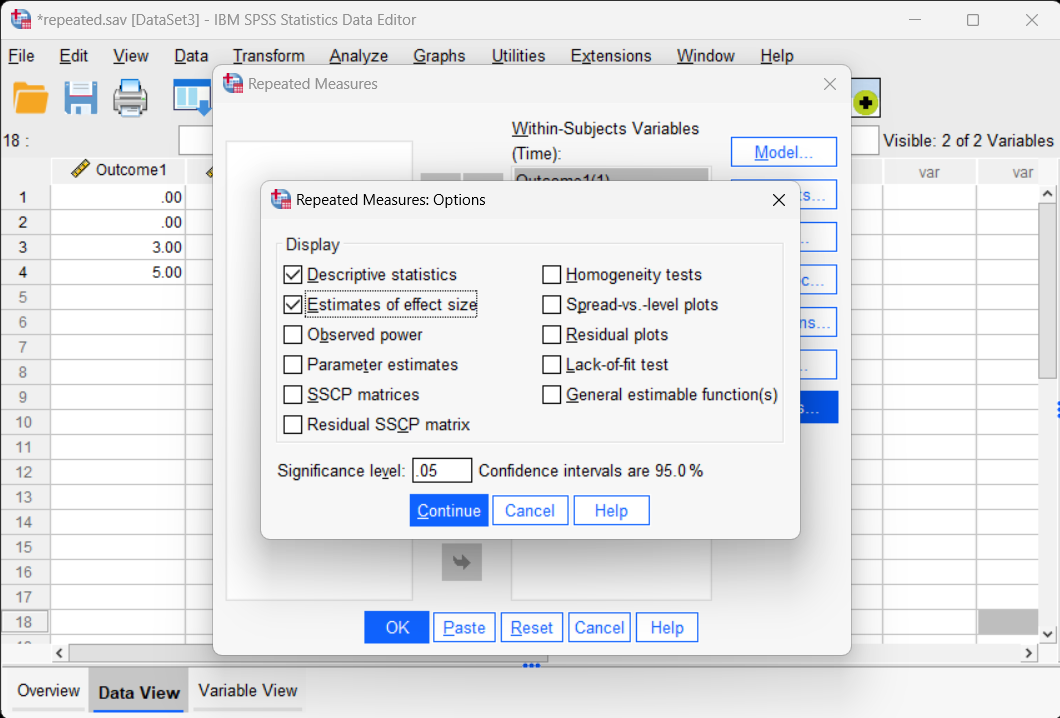 *repeated.sav [DataSet3] - IBM SPSS Statistics Data Editor
File Edit View Data Transform Analyze Graphs Utilities Extensions Window Help
Repeated Measures
18 :
Visible: 2 of 2 Variables
Within-Subjects Variables
(Time):
Model...
Outcome1 var var
Outcome1(1)
Repeated Measures: Options
Display
Descriptive statistics Homogeneity tests
Estimates of effect size Spread-vs.-level plots
Observed power Residual plots
Parameter estimates Lack-of-fit test
SSCP matrices General estimable function(s)
Residual SSCP matrix
Significance level: .05 Confidence intervals are 95.0 %
Continue Cancel Help
1 .00
2 .00
3 3.00
4 5.00
5
6
7
8
9
10
11
12
13
14
15
16
17
18
OK Paste Reset Cancel Help
Overview Data View Variable View